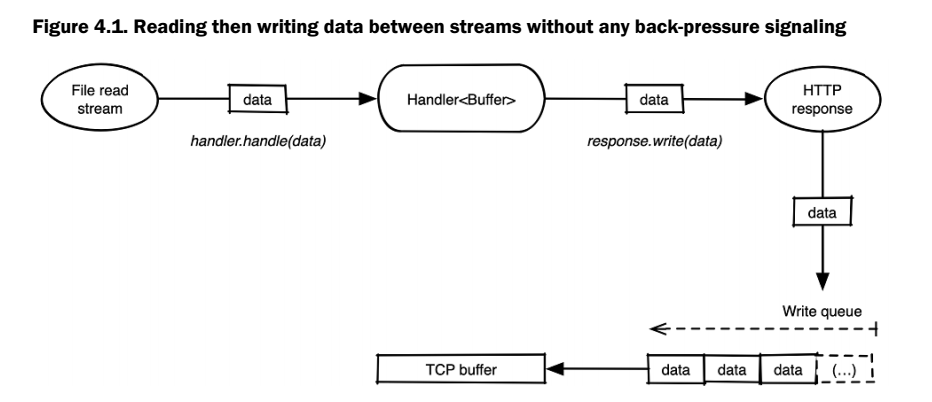 Figure 4.1. Reading then writing data between streams without any back-pressure signaling
File read
stream
data
Handler<Buffer>
data
HTTP
response
handler.handle(data)
response.write(data)
data
Write queue
TCP buffer
data
data
data
(...)